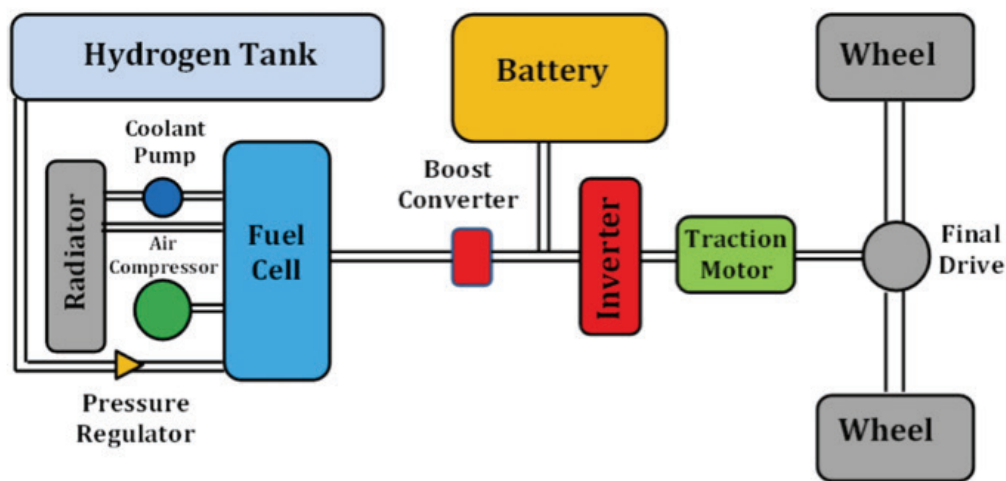 Hydrogen Tank
Battery
Wheel
Coolant
Pump
Boost
Converter
Radiator
Air
Compressor
Fuel
Cell
Inverter
Traction
Motor
Final
Drive
Pressure
Regulator
Wheel